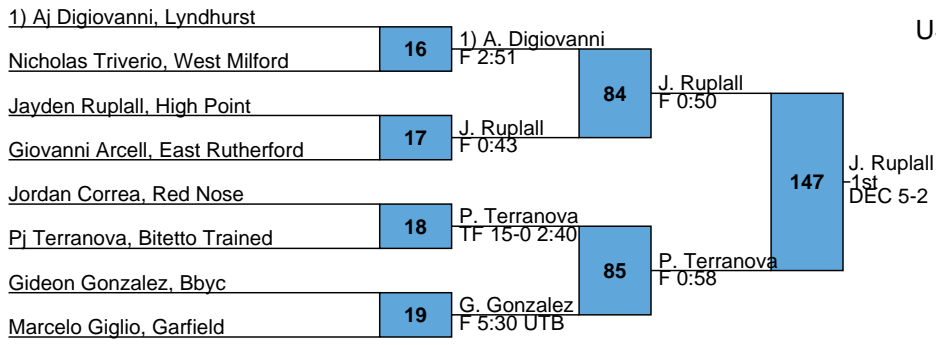 1) Aj Digiovanni, Lyndhurst
Nicholas Triverio, West Milford
Jayden Ruplall, High Point
Giovanni Arcell, East Rutherford
Jordan Correa, Red Nose
Pj Terranova, Bitetto Trained
Gideon Gonzalez, Bbyc
Marcelo Giglio, Garfield
16
17
18
19
1) A. Digiovanni
F 2:51
J. Ruplall
F 0:43
P. Terranova
TF 15-0 2:40
G. Gonzalez
F 5:30 UTB
84
85
J. Ruplall
F 0:50
P. Terranova
F 0:58
147
J. Ruplall
1st
DEC 5-2